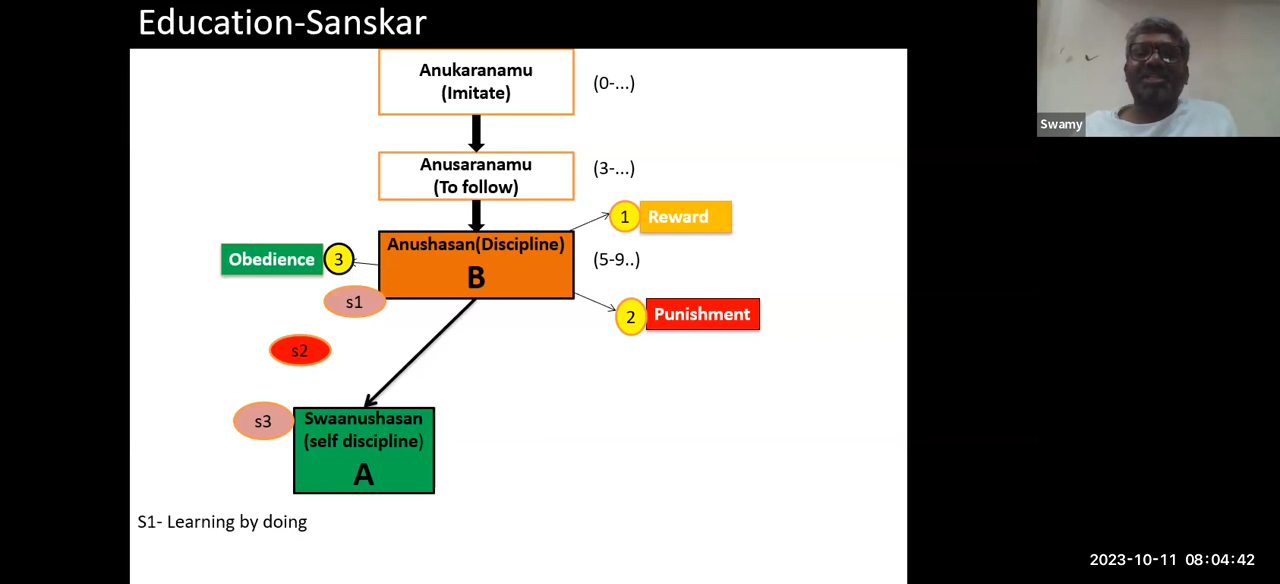 Education-Sanskar
Anukaranamu
(Imitate)
(0-...)
Anusaranamu
(To follow)
(3-...)
1 Reward
Anushasan(Discipline)
B
(5-9..)
Obedience 3
s1
2 Punishment
s2
s3
Swaanushasan
(self discipline)
A
S1- Learning by doing
Swamy
2023-10-11 08:04:42